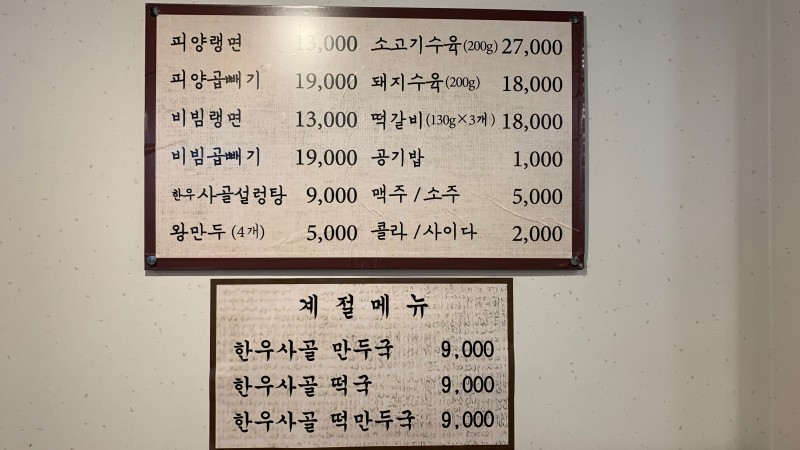 피양랭면 13,000 소고기수육(200g) 27,000
피양곱빼기 19,000 돼지수육(200g) 18,000
비빔랭면 13,000 떡갈비(130g×3개) 18,000
비빔곱빼기 19,000 공기밥 1,000
한우사골설렁탕 9,000 맥주/소주 5,000
왕만두(4개) 5,000 콜라/사이다 2,000
계절메뉴
한우사골 만두국 9,000
한우사골 떡국 9,000
한우사골 떡만두국 9,000